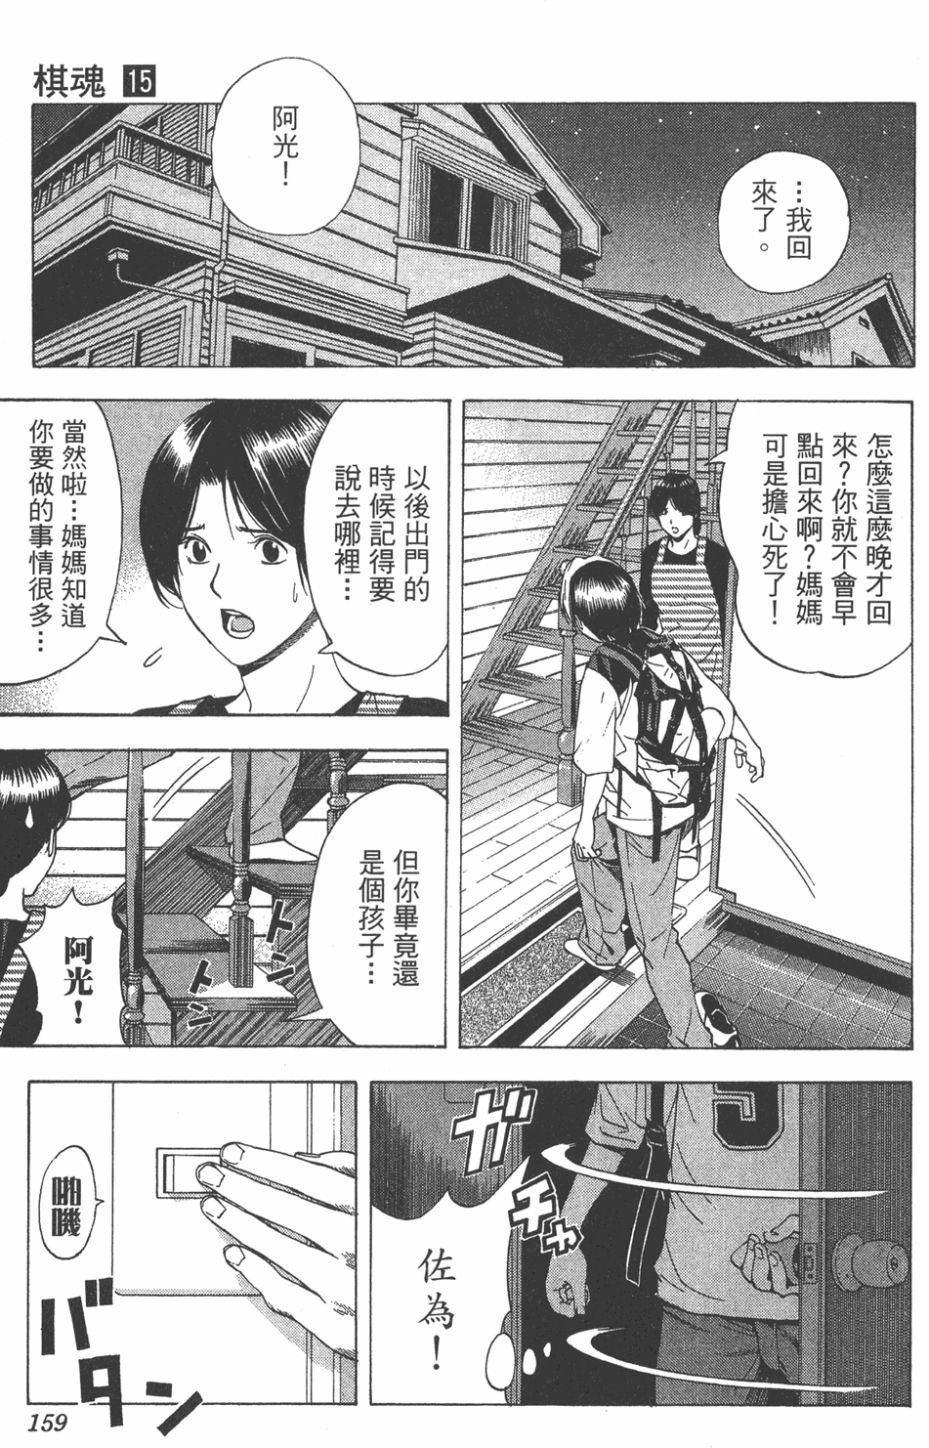 棋魂 15
…我回
來了。
阿光！
怎麼這麼晚才回
來？你就不會早
點回來啊？媽媽
可是擔心死了！
以後出門的
時候記得要
說去哪裡…
當然啦…媽媽知道
你要做的事情很多…
但你畢竟還
是個孩子…
トン
トン
阿光！
ガ
チャ
佐為！
啪嘰
バタン
159